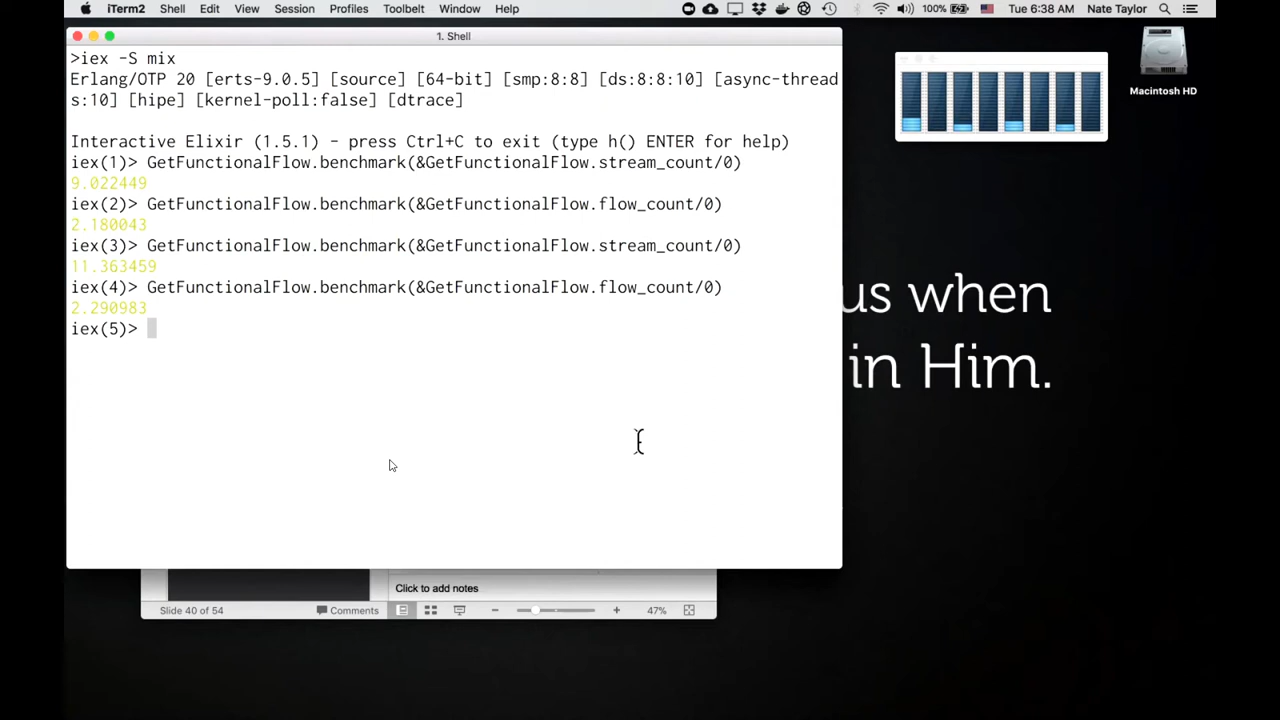 iTerm2 Shell Edit View Session Profiles Toolbelt Window Help 100% Tue 6:38 AM Nate Taylor
1. Shell
>iex -S mix
Erlang/OTP 20 [erts-9.0.5] [source] [64-bit] [smp:8:8] [ds:8:8:10] [async-thread
s:10] [hipe] [kernel-poll:false] [dtrace]
Interactive Elixir (1.5.1) - press Ctrl+C to exit (type h() ENTER for help)
iex(1)> GetFunctionalFlow.benchmark(&GetFunctionalFlow.stream_count/0)
9.022449
iex(2)> GetFunctionalFlow.benchmark(&GetFunctionalFlow.flow_count/0)
2.180043
iex(3)> GetFunctionalFlow.benchmark(&GetFunctionalFlow.stream_count/0)
11.363459
iex(4)> GetFunctionalFlow.benchmark(&GetFunctionalFlow.flow_count/0)
2.290983
iex(5)>
Macintosh HD
us when
in Him.
Click to add notes
Slide 40 of 54 Comments 47%